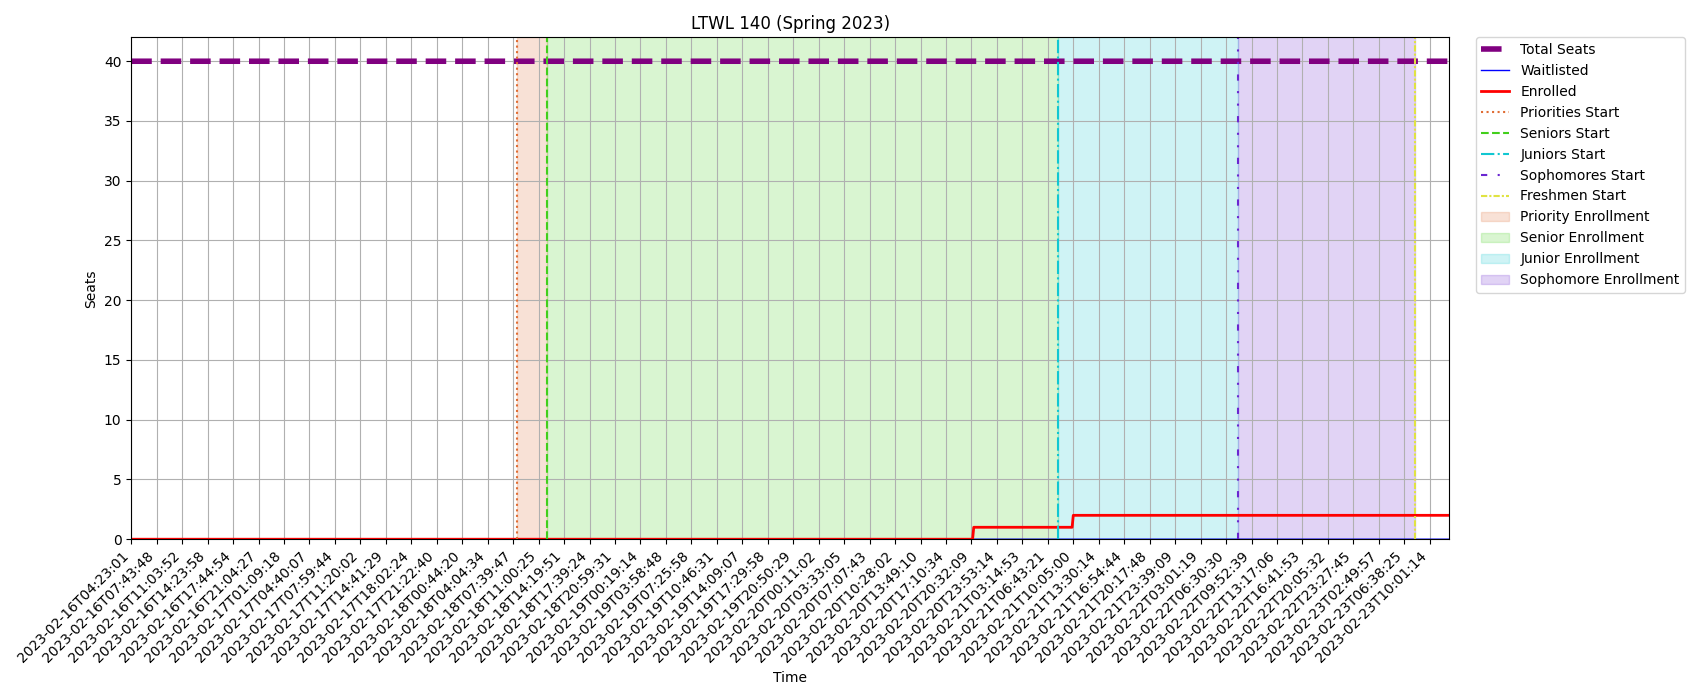 LTWL 140 (Spring 2023)
Seats
40
35
30
25
20
15
10
5
0
2023-02-16T04:23:01
2023-02-16T07:43:48
2023-02-16T11:03:52
2023-02-16T14:23:58
2023-02-16T17:44:54
2023-02-16T21:04:27
2023-02-17T01:09:18
2023-02-17T04:40:07
2023-02-17T07:59:44
2023-02-17T11:20:02
2023-02-17T14:41:29
2023-02-17T18:02:24
2023-02-17T21:22:40
2023-02-18T00:44:20
2023-02-18T04:04:34
2023-02-18T07:39:47
2023-02-18T11:00:25
2023-02-18T14:19:51
2023-02-18T17:39:24
2023-02-18T20:59:31
2023-02-19T00:19:14
2023-02-19T03:58:48
2023-02-19T07:25:58
2023-02-19T10:46:31
2023-02-19T14:09:07
2023-02-19T17:29:58
2023-02-19T20:50:29
2023-02-20T00:11:02
2023-02-20T03:33:05
2023-02-20T07:07:43
2023-02-20T10:28:02
2023-02-20T13:49:10
2023-02-20T17:10:34
2023-02-20T20:32:09
2023-02-20T23:53:14
2023-02-21T03:14:53
2023-02-21T06:43:21
2023-02-21T10:05:00
2023-02-21T13:30:14
2023-02-21T16:54:44
2023-02-21T20:17:48
2023-02-21T23:39:09
2023-02-22T03:01:19
2023-02-22T06:30:30
2023-02-22T09:52:39
2023-02-22T13:17:06
2023-02-22T16:41:53
2023-02-22T20:05:32
2023-02-22T23:27:45
2023-02-23T02:49:57
2023-02-23T06:38:25
2023-02-23T10:01:14
Time
Total Seats
Waitlisted
Enrolled
Priorities Start
Seniors Start
Juniors Start
Sophomores Start
Freshmen Start
Priority Enrollment
Senior Enrollment
Junior Enrollment
Sophomore Enrollment